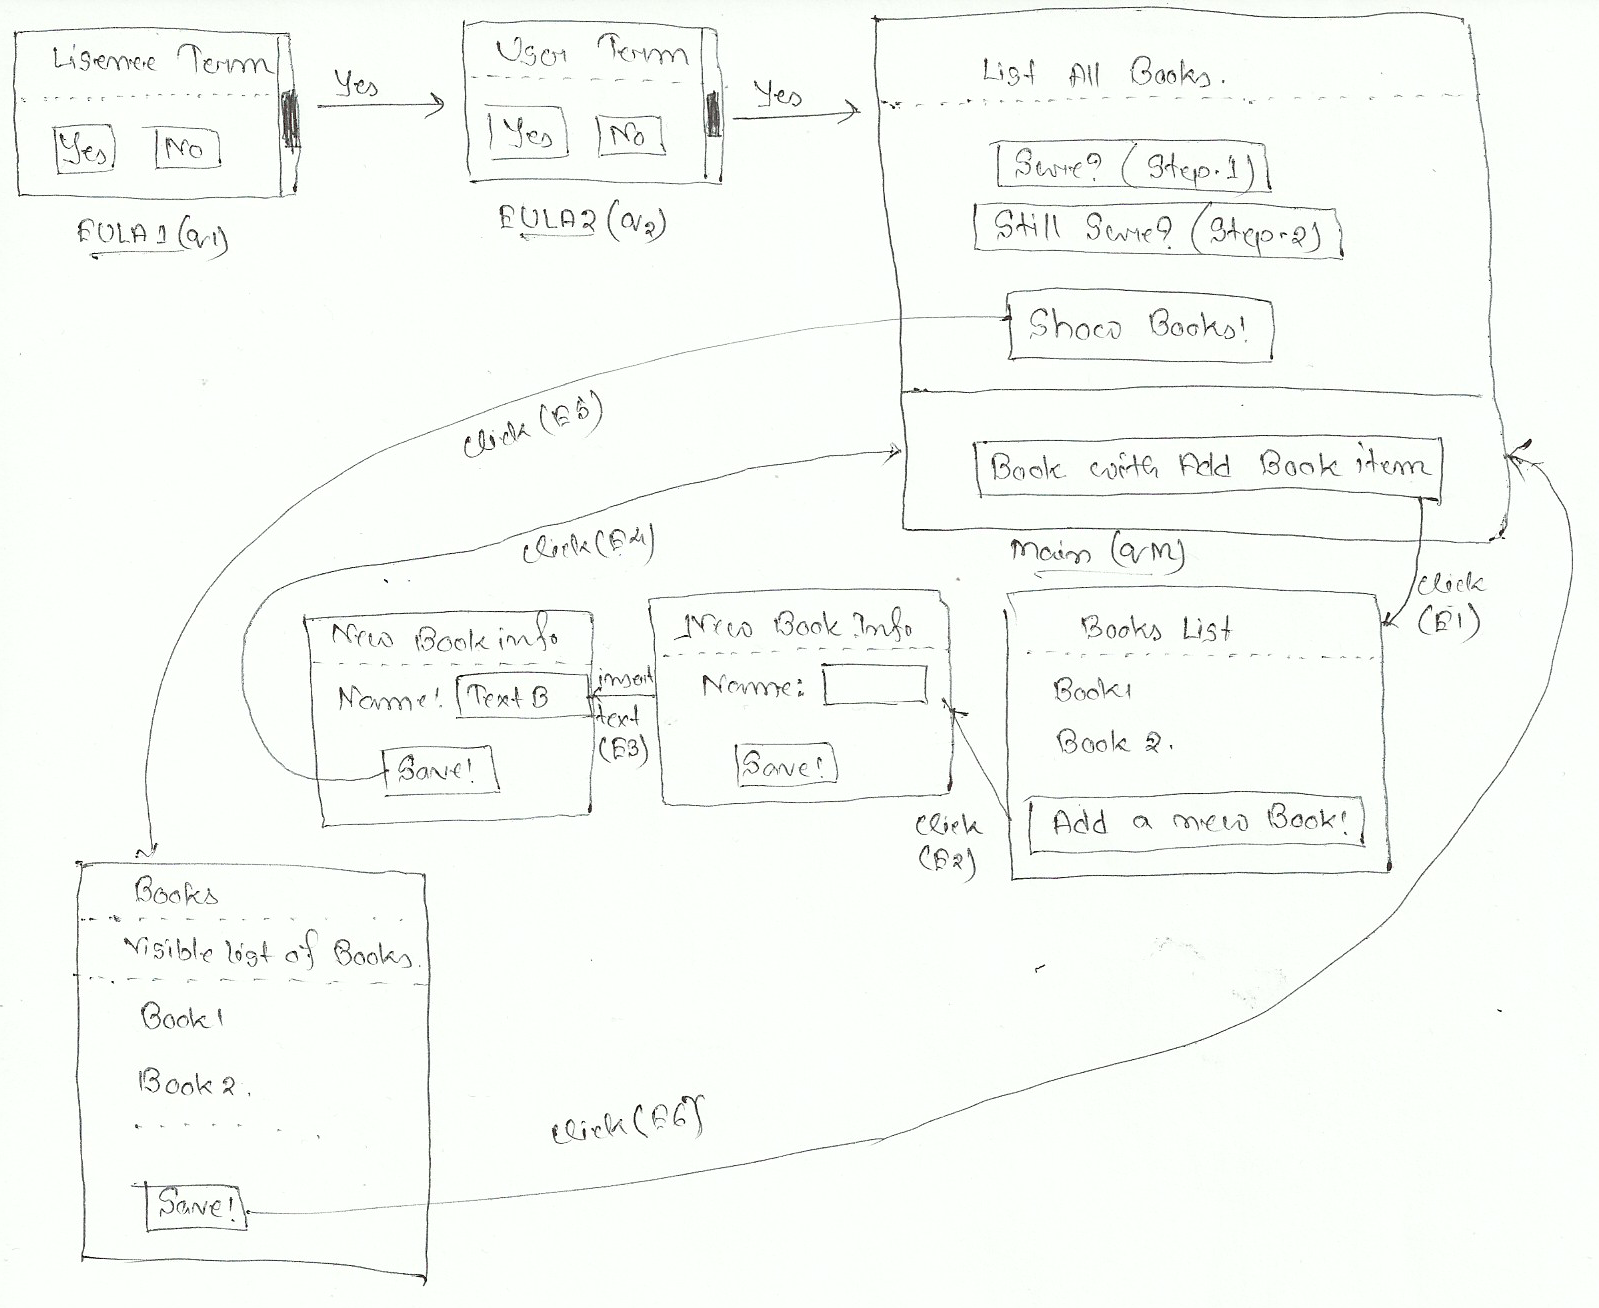 Lisence Term
Yes No
EULA1 (q1)
Yes
User Term
Yes No
EULA2 (q2)
Yes
List All Books.
Sure? (Step.1)
Still Sure? (Step.2)
Show Books!
Book with Add Book item
Main (qM)
click (E5)
click (E4)
click
(E1)
New Book info
Name: Text B
Save!
insert
text
(E3)
New Book Info
Name:
Save!
click
(E2)
Books List
Book1
Book 2.
Add a new Book!
Books
Visible list of Books.
Book1
Book 2.
Save!
click (E6)